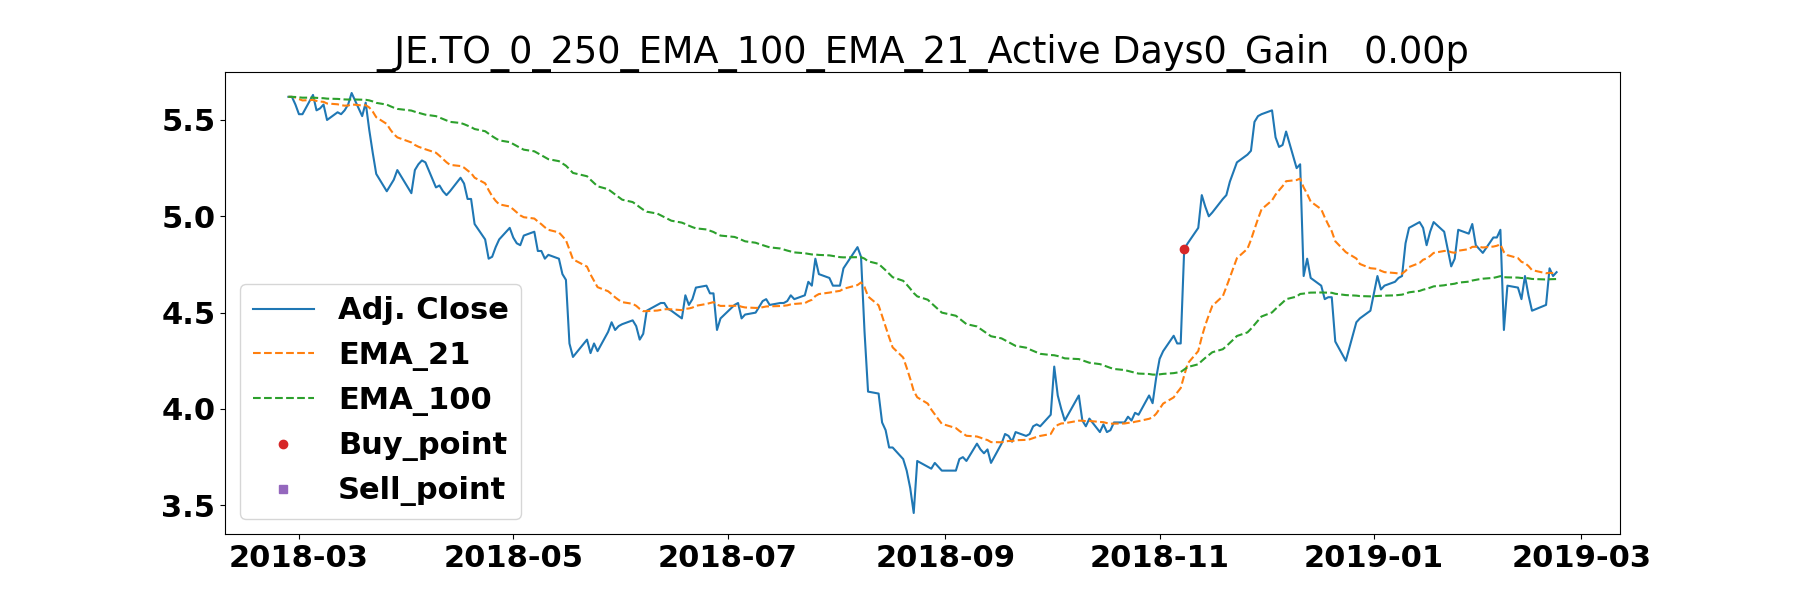 _JE.TO_0_250_EMA_100_EMA_21_Active Days0_Gain   0.00p
5.5
5.0
4.5
4.0
3.5
Adj. Close
EMA_21
EMA_100
Buy_point
Sell_point
2018-03 2018-05 2018-07 2018-09 2018-11 2019-01 2019-03